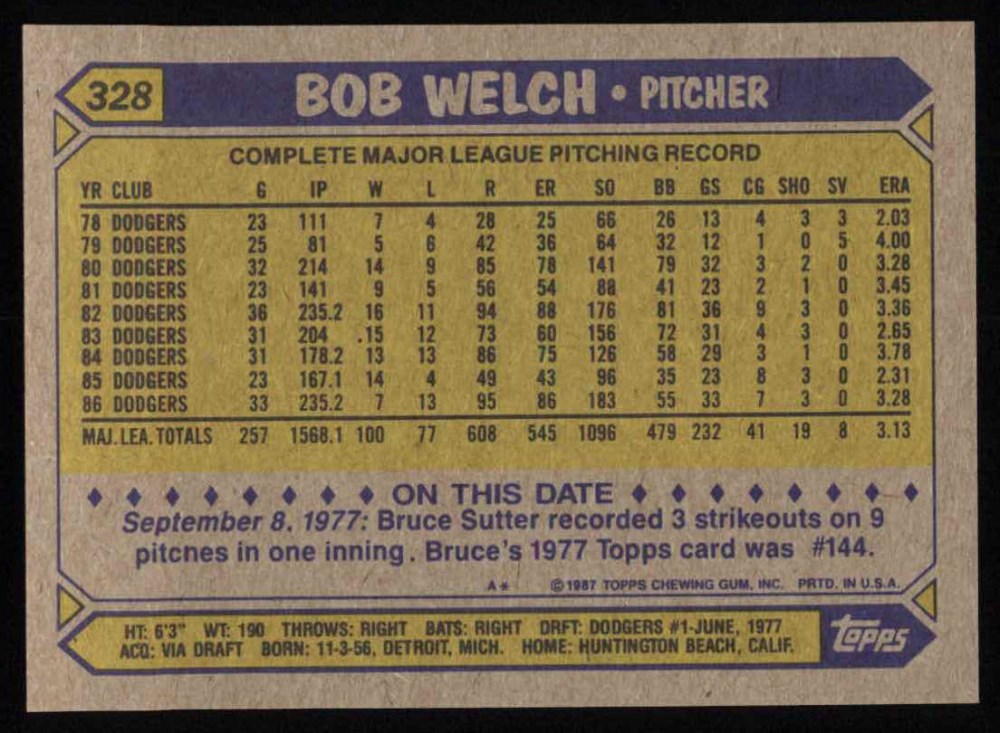 328 BOB WELCH • PITCHER
COMPLETE MAJOR LEAGUE PITCHING RECORD
YR CLUB G IP W L R ER SO BB GS CG SHO SV ERA
78 DODGERS 23 111 7 4 28 25 66 26 13 4 3 3 2.03
79 DODGERS 25 81 5 6 42 36 64 32 12 1 0 5 4.00
80 DODGERS 32 214 14 9 85 78 141 79 32 3 2 0 3.28
81 DODGERS 23 141 9 5 56 54 88 41 23 2 1 0 3.45
82 DODGERS 36 235.2 16 11 94 88 176 81 36 9 3 0 3.36
83 DODGERS 31 204 .15 12 73 60 156 72 31 4 3 0 2.65
84 DODGERS 31 178.2 13 13 86 75 126 58 29 3 1 0 3.78
85 DODGERS 23 167.1 14 4 49 43 96 35 23 8 3 0 2.31
86 DODGERS 33 235.2 7 13 95 86 183 55 33 7 3 0 3.28
MAJ. LEA. TOTALS 257 1568.1 100 77 608 545 1096 479 232 41 19 8 3.13
♦ ♦ ♦ ♦ ♦ ♦ ♦ ♦ ON THIS DATE ♦ ♦ ♦ ♦ ♦ ♦ ♦ ♦
September 8, 1977: Bruce Sutter recorded 3 strikeouts on 9
pitches in one inning. Bruce's 1977 Topps card was #144.
A* ©1987 TOPPS CHEWING GUM, INC. PRTD. IN U.S.A.
HT: 6'3" WT: 190 THROWS: RIGHT BATS: RIGHT DRFT: DODGERS #1-JUNE, 1977
ACQ: VIA DRAFT BORN: 11-3-56, DETROIT, MICH. HOME: HUNTINGTON BEACH, CALIF.
topps